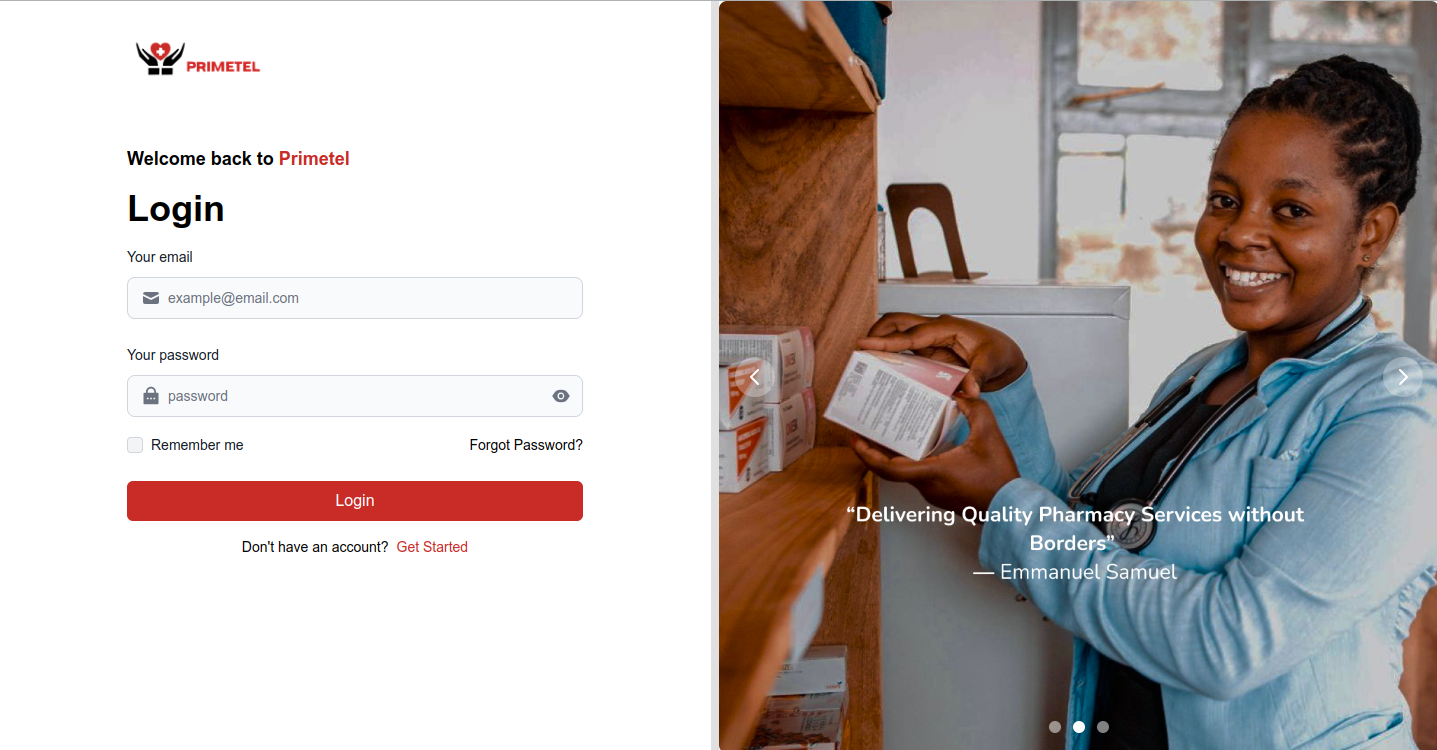 PRIMETEL
Welcome back to Primetel
Login
Your email
example@email.com
Your password
password
Remember me
Forgot Password?
Login
Don't have an account? Get Started
“Delivering Quality Pharmacy Services without
Borders”
— Emmanuel Samuel